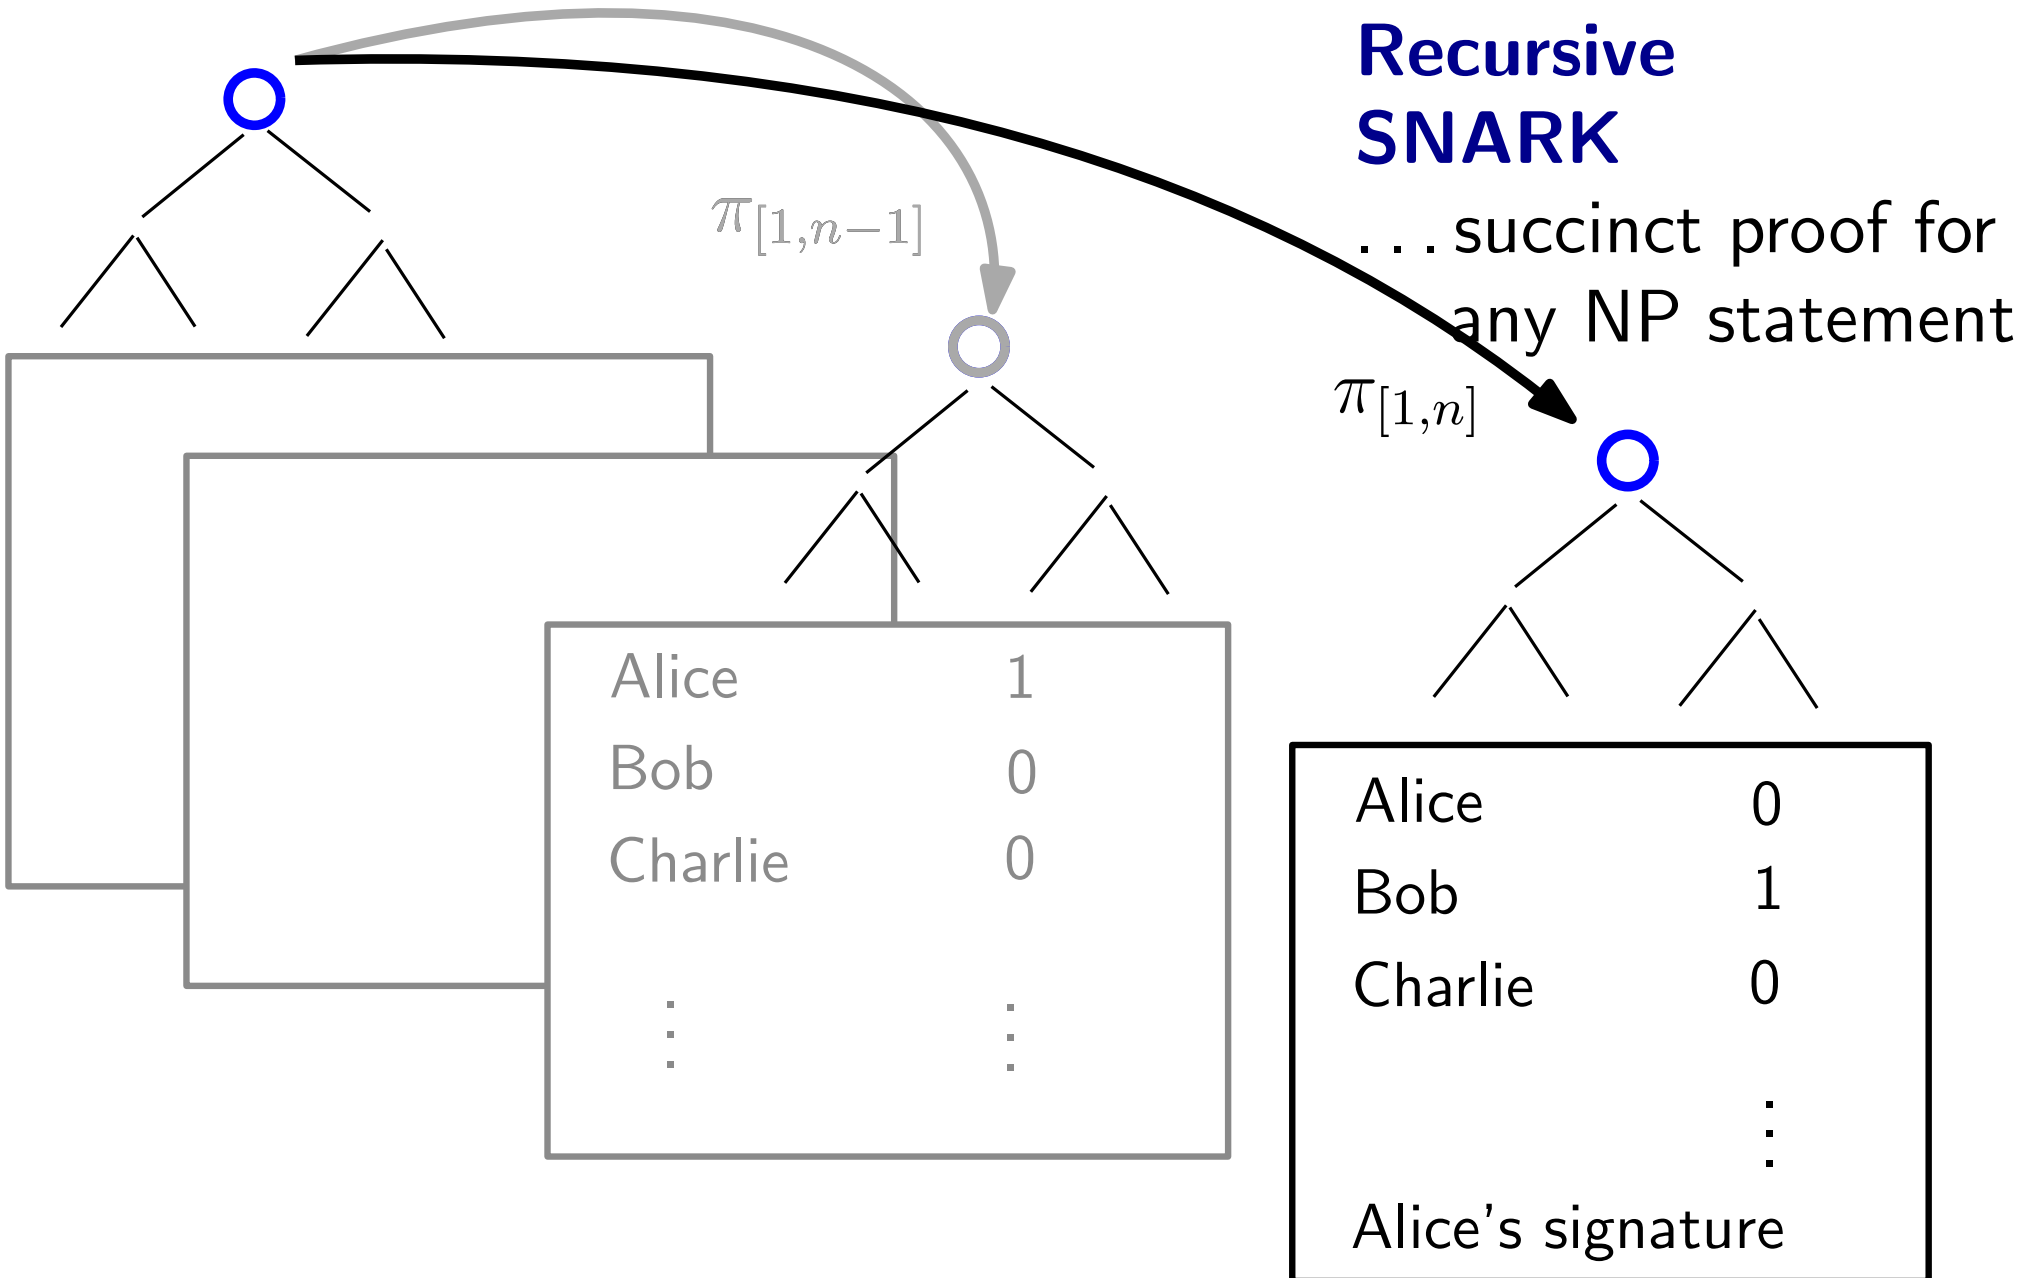 Recursive
SNARK
...succinct proof for
any NP statement
π[1,n−1]
π[1,n]
Alice 1
Bob 0
Charlie 0
⋮ ⋮
Alice 0
Bob 1
Charlie 0
⋮
Alice’s signature